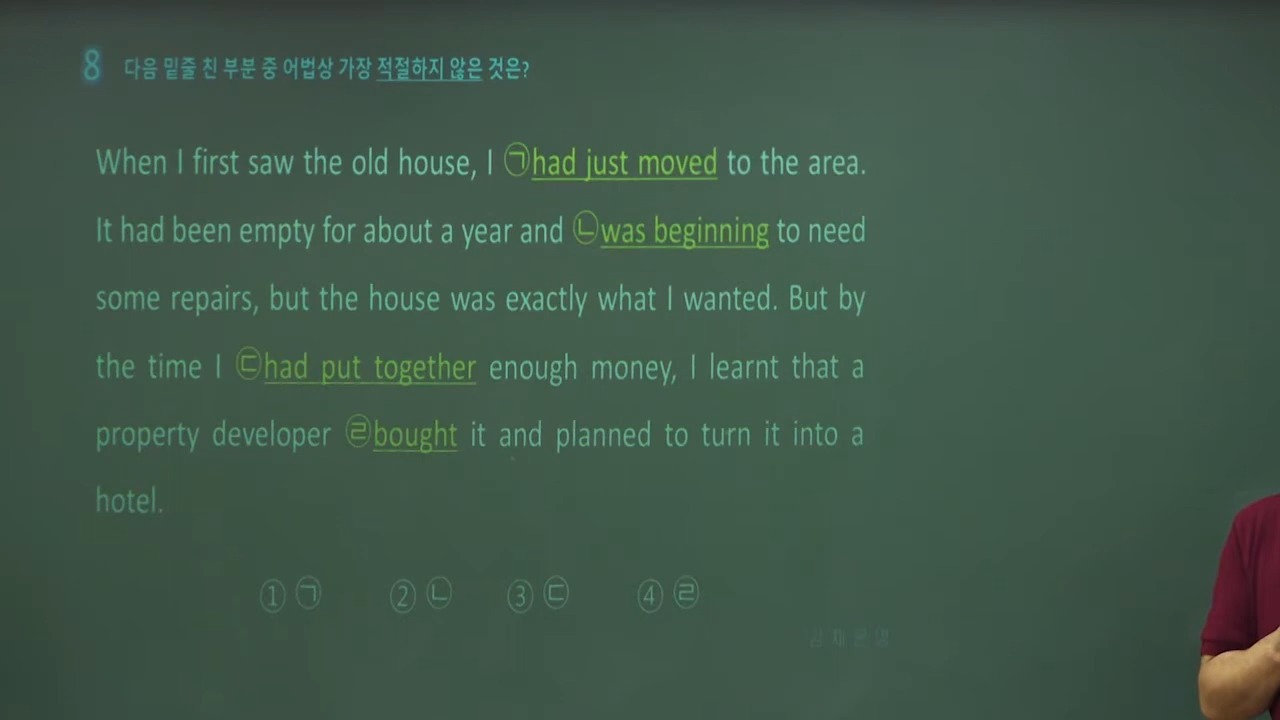 8 다음 밑줄 친 부분 중 어법상 가장 적절하지 않은 것은?
When I first saw the old house, I ㉠had just moved to the area.
It had been empty for about a year and ㉡was beginning to need
some repairs, but the house was exactly what I wanted. But by
the time I ㉢had put together enough money, I learnt that a
property developer ㉣bought it and planned to turn it into a
hotel.
① ㉠ ② ㉡ ③ ㉢ ④ ㉣